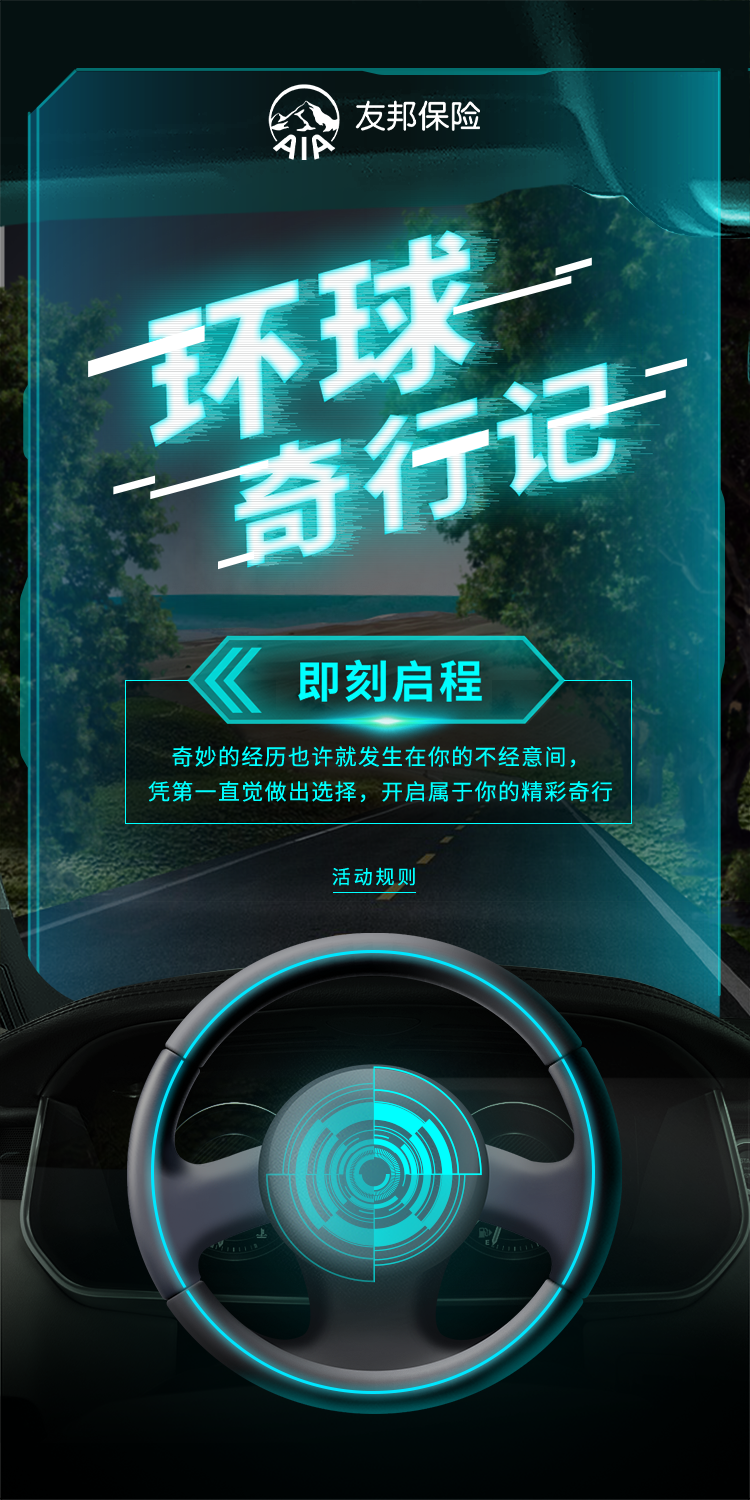 AIA 友邦保险
环球
奇行记
即刻启程
奇妙的经历也许就发生在你的不经意间，
凭第一直觉做出选择，开启属于你的精彩奇行
活动规则